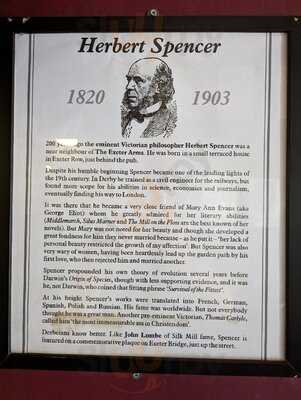 Herbert Spencer
1820 1903
200 years ago the eminent Victorian philosopher Herbert Spencer was a
near neighbour of The Exeter Arms. He was born in a small terraced house
in Exeter Row, just behind the pub.
Despite his humble beginnings Spencer became one of the leading lights of
the 19th century. In Derby he trained as a civil engineer for the railways, but
found more scope for his abilities in science, economics and journalism,
eventually finding his way to London.
It was there that he became a very close friend of Mary Ann Evans (aka
George Eliot) whom he greatly admired for her literary abilities
(Middlemarch, Silas Marner and The Mill on the Floss are the best known of her
novels). But Mary was not noted for her beauty and though she developed a
great fondness for him they never married because - as he put it - 'her lack of
personal beauty restricted the growth of my affection'. But Spencer was also
very wary of women, having been heartlessly lead up the garden path by his
first love, who then rejected him and married another.
Spencer propounded his own theory of evolution several years before
Darwin's Origin of Species, though with less supporting evidence, and it was
he, not Darwin, who coined that fitting phrase 'Survival of the Fittest'.
At his height Spencer's works were translated into French, German,
Spanish, Polish and Russian. His fame was worldwide. But not everybody
thought he was a great man. Another pre-eminent Victorian, Thomas Carlyle,
called him 'the most immeasurable ass in Christendom'.
Derbeians know better. Like John Lombe of Silk Mill fame, Spencer is
featured on a commemorative plaque on Exeter Bridge, just up the street.